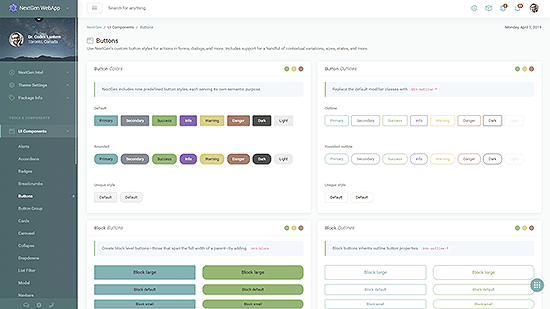 NextGen WebApp
Search for anything
Dr. Codex Lantern
Toronto, Canada
NextGen Intel
Theme Settings
Package Info
TOOLS & COMPONENTS
UI Components
Alerts
Accordions
Badges
Breadcrumbs
Buttons
Button Group
Cards
Carousel
Collapse
Dropdowns
List Filter
Modal
Navbars
NextGen / UI Components / Buttons
Monday, April 1, 2019
Buttons
Use NextGen's custom button styles for actions in forms, dialogs, and more. Includes support for a handful of contextual variations, sizes, states, and more.
Button Colors
NextGen includes nine predefined button styles, each serving its own semantic purpose.
Default
Primary Secondary Success Info Warning Danger Dark Light
Rounded
Primary Secondary Success Info Warning Danger Dark Light
Unique style
Default Default
Button Outlines
Replace the default modifier classes with .btn-outline-*
Outline
Primary Secondary Success Info Warning Danger Dark Light
Rounded outline
Primary Secondary Success Info Warning Danger Dark Light
Unique style
Default Default
Block Buttons
Create block level buttons—those that span the full width of a parent—by adding .btn-block
Block large Block large
Block default Block default
Block small Block small
Block Outlines
Block buttons inherits outline button properties .btn-outline-*
Block large Block large
Block default Block default
Block small Block small